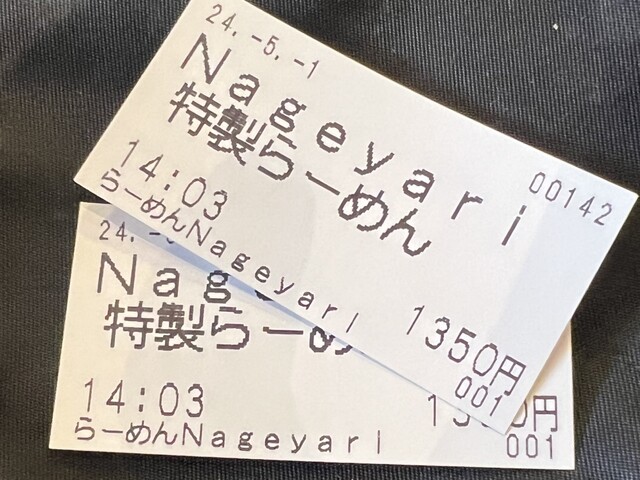 24.-5.-1
Nageyari
特製らーめん
00142
14:03
らーめんNageyari
1350円
001
24.-
Nag
特製らーめ
14:03
らーめんNageyari
円
001